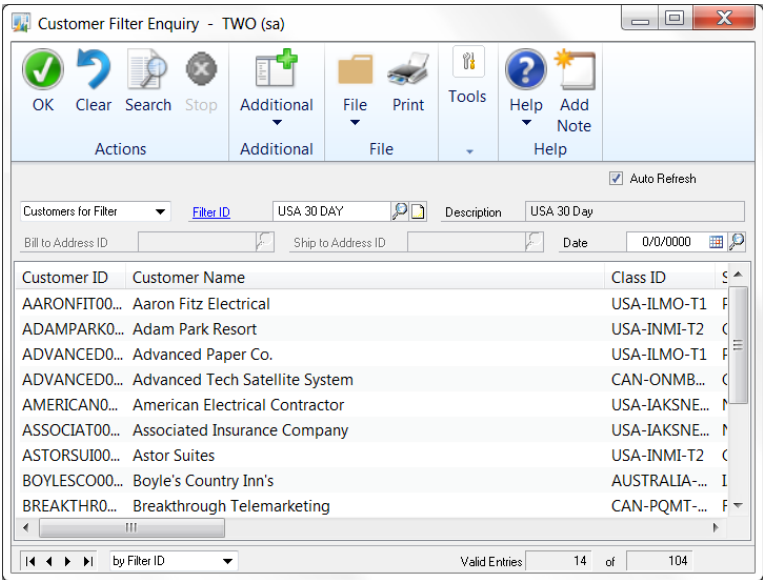 Customer Filter Enquiry - TWO (sa)
OK Clear Search Stop Additional File Print Tools Help Add Note
Actions Additional File Help
Auto Refresh
Customers for Filter Filter ID USA 30 DAY Description USA 30 Day
Bill to Address ID Ship to Address ID Date 0/0/0000
Customer ID Customer Name Class ID S
AARONFIT00... Aaron Fitz Electrical USA-ILMO-T1
ADAMPARK0... Adam Park Resort USA-INMI-T2
ADVANCED0... Advanced Paper Co. USA-ILMO-T1
ADVANCED0... Advanced Tech Satellite System CAN-ONMB...
AMERICAN0... American Electrical Contractor USA-IAKSNE...
ASSOCIAT00... Associated Insurance Company USA-IAKSNE...
ASTORSUI00... Astor Suites USA-INMI-T2
BOYLESCO00... Boyle's Country Inn's AUSTRALIA-...
BREAKTHR0... Breakthrough Telemarketing CAN-PQMT-...
by Filter ID Valid Entries 14 of 104